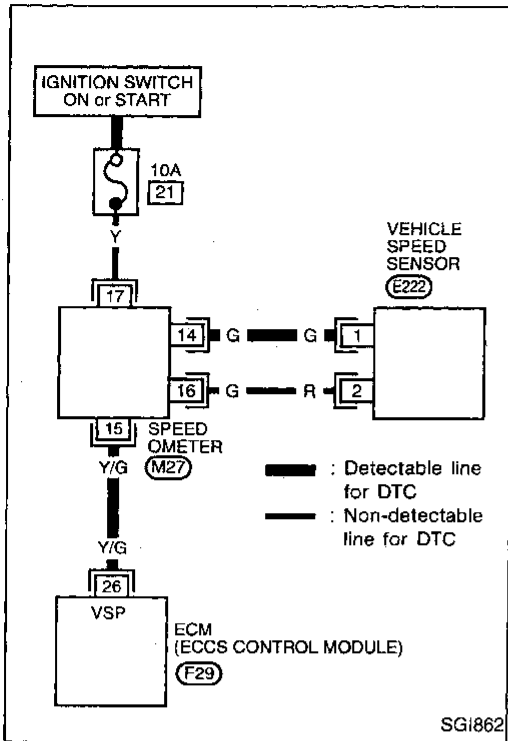 IGNITION SWITCH
ON or START
10A
21
Y
VEHICLE
SPEED
SENSOR
E222
17
14 G G 1
16 G R 2
15 SPEED
OMETER
M27
Y/G
: Detectable line
for DTC
: Non-detectable
line for DTC
Y/G
26
VSP
ECM
(ECCS CONTROL MODULE)
F29
SGI862